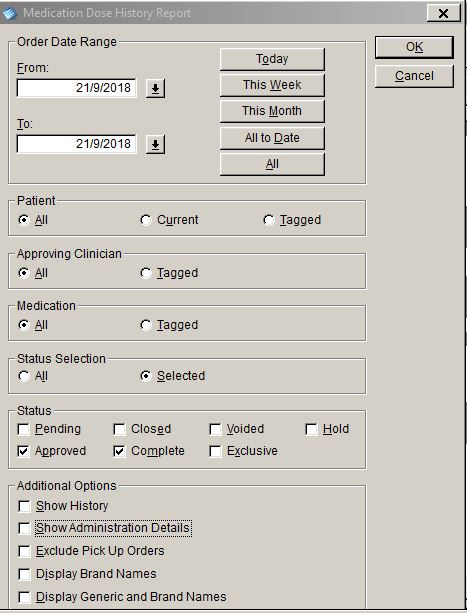 Medication Dose History Report
Order Date Range
OK
From:
Today
21/9/2018
This Week
Cancel
This Month
To:
All to Date
21/9/2018
All
Patient
All Current Tagged
Approving Clinician
All Tagged
Medication
All Tagged
Status Selection
All Selected
Status
Pending Closed Voided Hold
Approved Complete Exclusive
Additional Options
Show History
Show Administration Details
Exclude Pick Up Orders
Display Brand Names
Display Generic and Brand Names